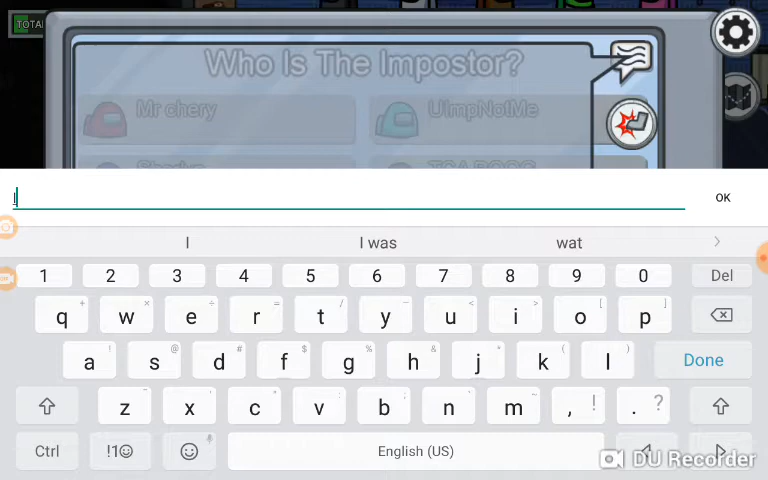 TOTAL
Who Is The Impostor?
Mr chery UImpNotMe
I OK
I I was wat
1 2 3 4 5 6 7 8 9 0 Del
q + w × e ÷ r = t / y u < i > o [ p ]
a ! s @ d # f $ g % h & j * k ( l ) Done
z x c v b n m , ! . ?
Ctrl !1☺ English (US)
DU Recorder